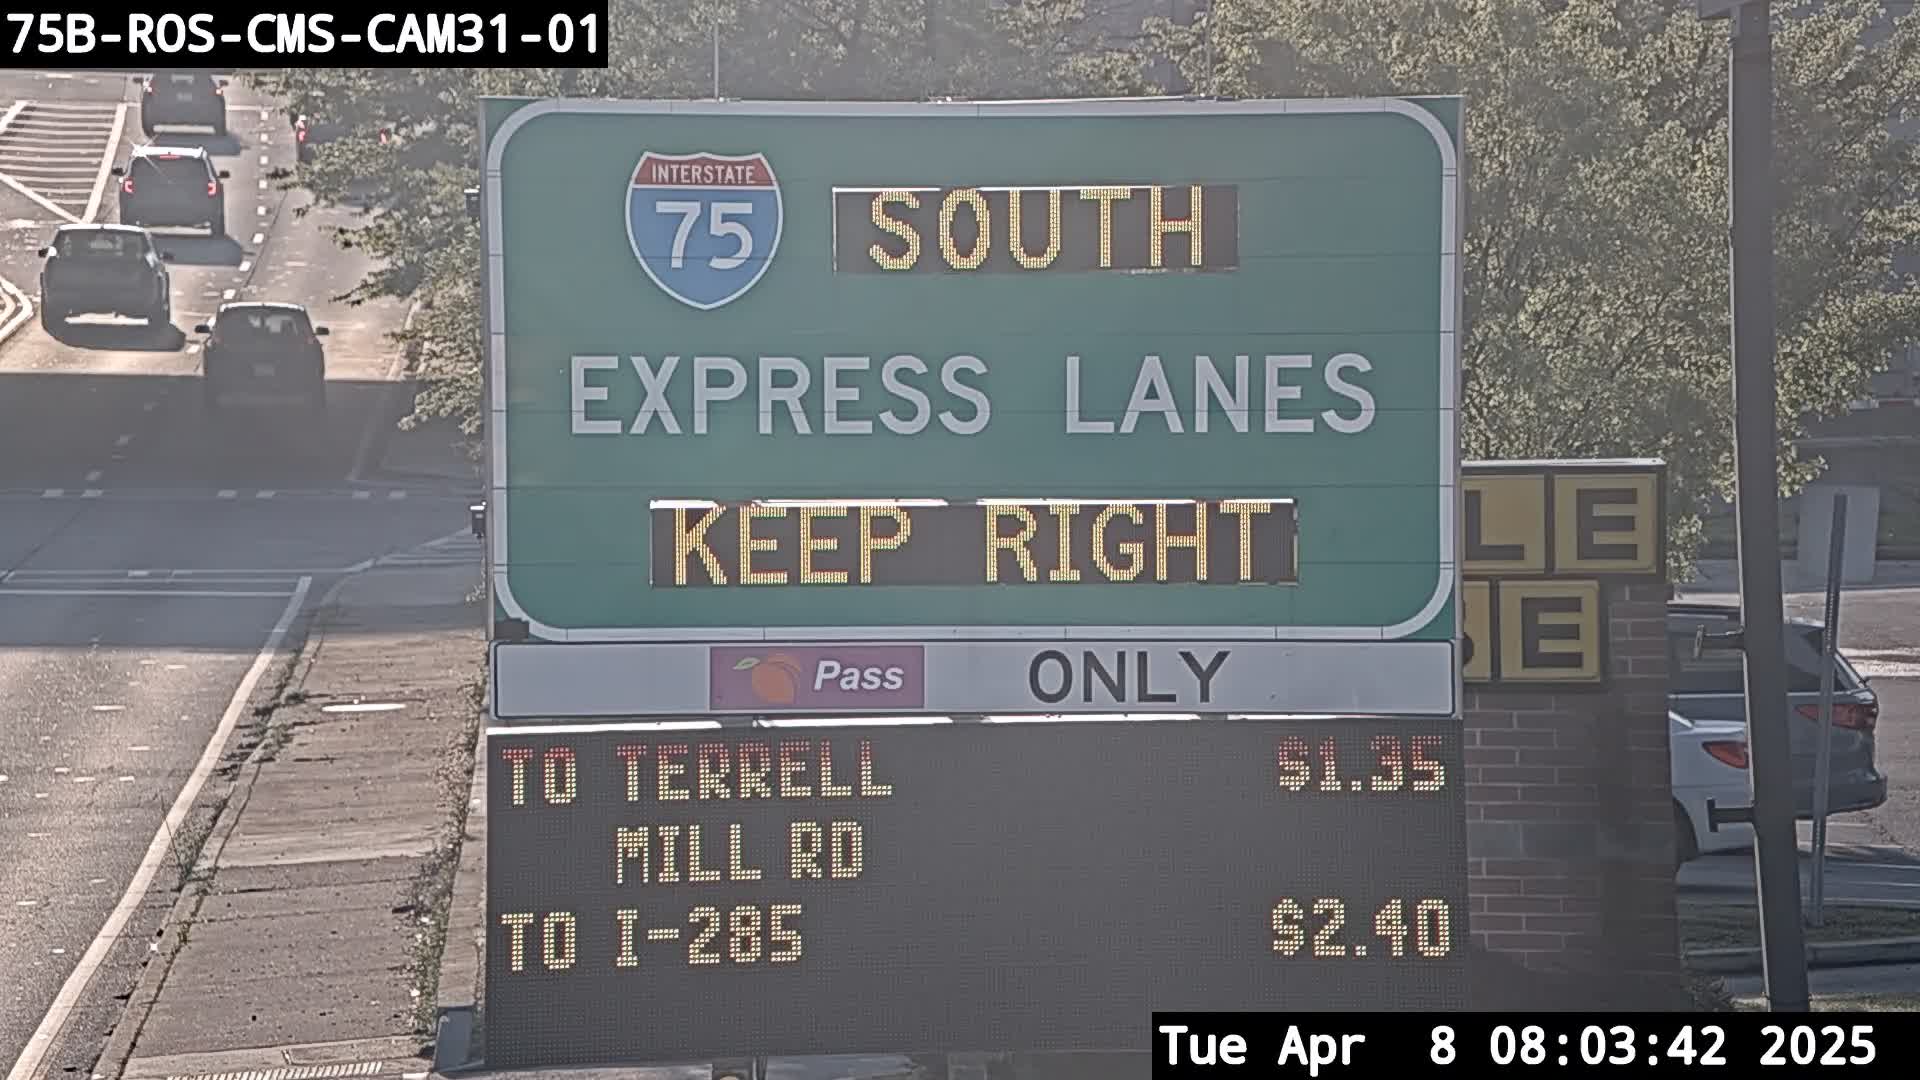 75B-ROS-CMS-CAM31-01
INTERSTATE
75
SOUTH
EXPRESS LANES
KEEP RIGHT
Pass ONLY
TO TERRELL $1.35
MILL RD
TO I-285 $2.40
LE
E
Tue Apr 8 08:03:42 2025